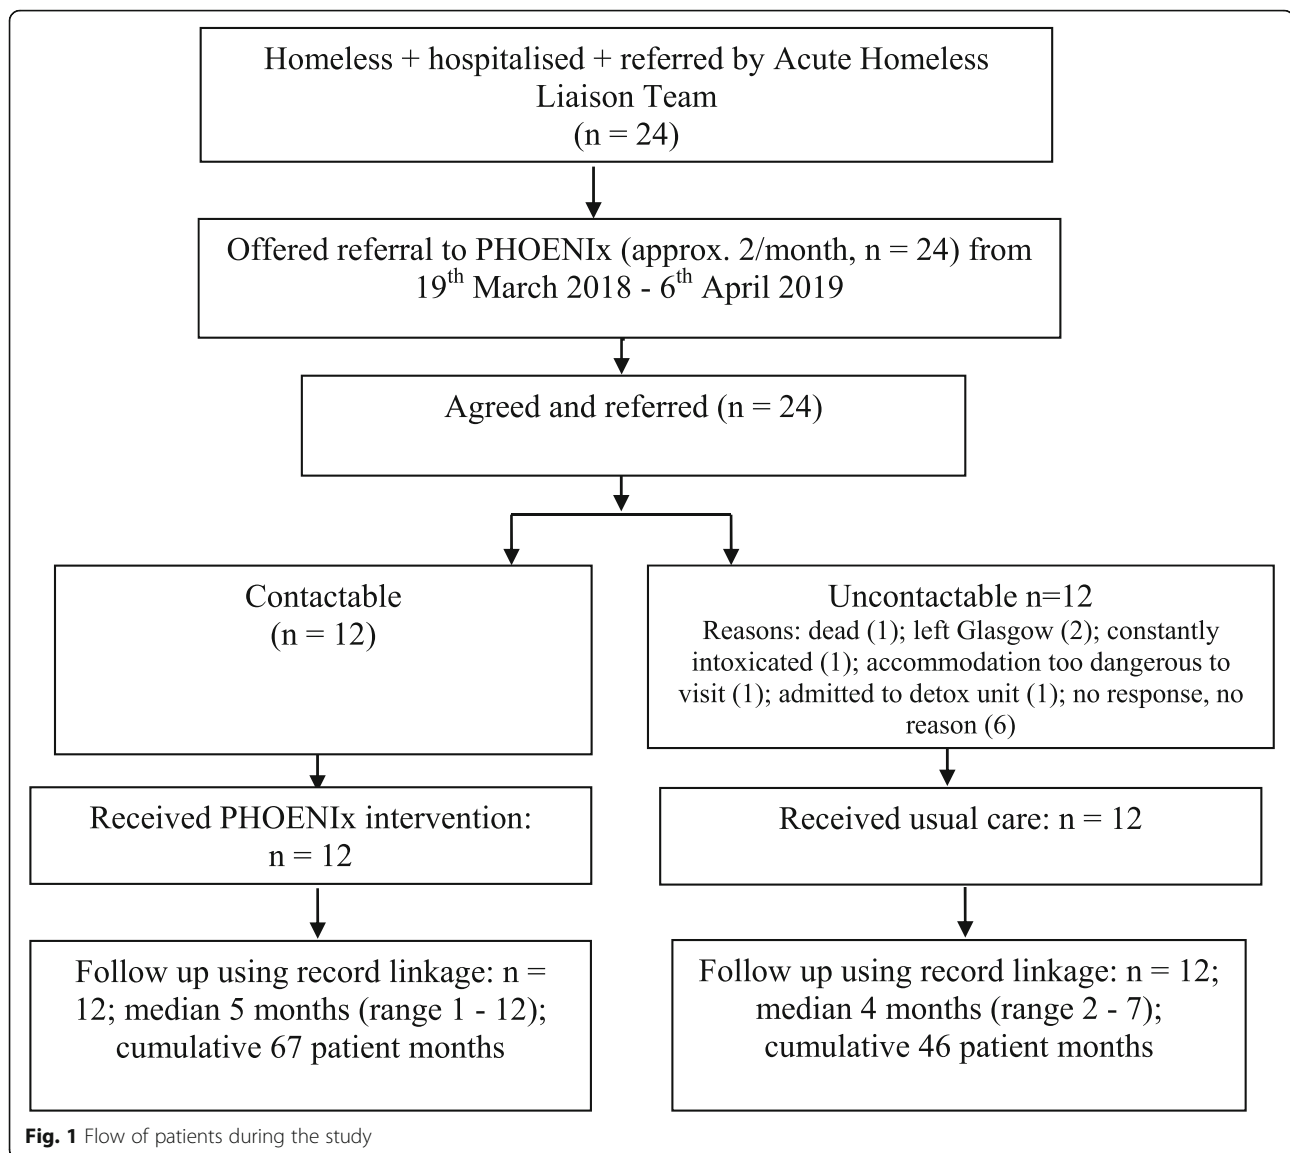 Homeless + hospitalised + referred by Acute Homeless
Liaison Team
(n = 24)
Offered referral to PHOENIx (approx. 2/month, n = 24) from
19th March 2018 - 6th April 2019
Agreed and referred (n = 24)
Contactable
(n = 12)
Uncontactable n=12
Reasons: dead (1); left Glasgow (2); constantly
intoxicated (1); accommodation too dangerous to
visit (1); admitted to detox unit (1); no response, no
reason (6)
Received PHOENIx intervention:
n = 12
Received usual care: n = 12
Follow up using record linkage: n =
12; median 5 months (range 1 - 12);
cumulative 67 patient months
Follow up using record linkage: n = 12;
median 4 months (range 2 - 7);
cumulative 46 patient months
Fig. 1 Flow of patients during the study